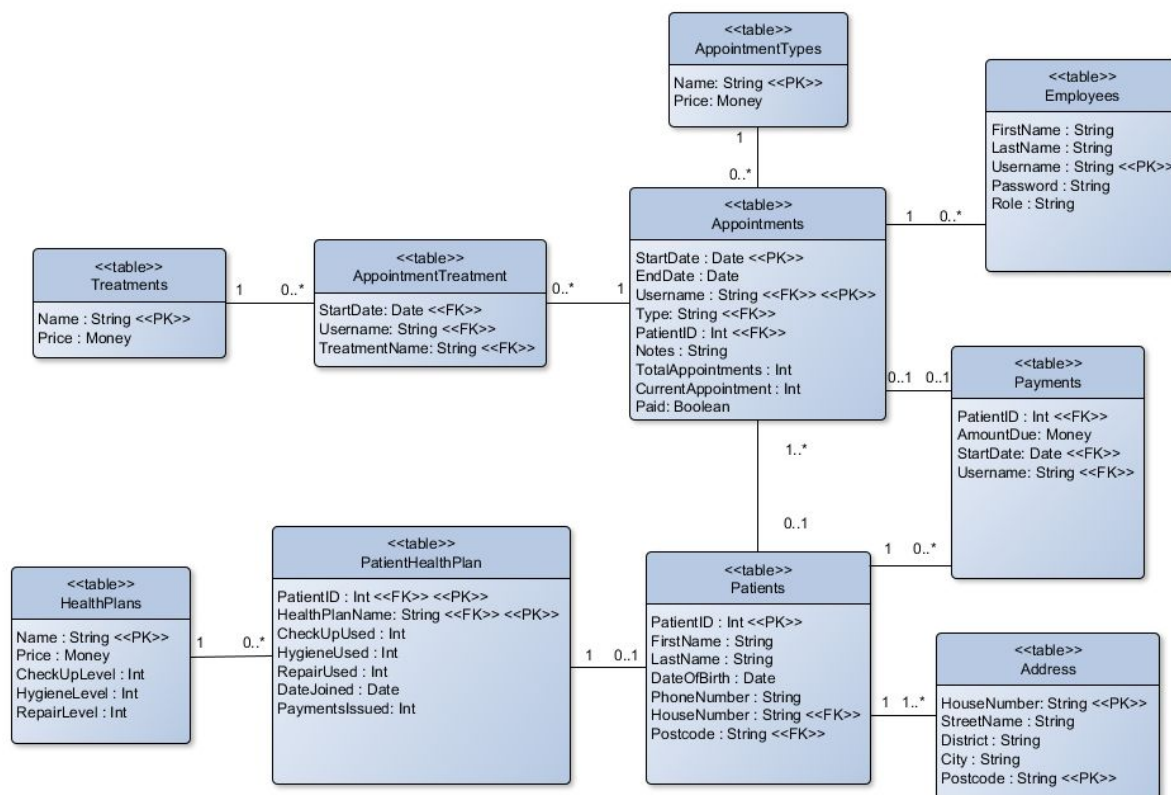 <<table>>
AppointmentTypes
Name: String <<PK>>
Price: Money
1
0..*
<<table>>
Employees
FirstName : String
LastName : String
Username : String <<PK>>
Password : String
Role : String
1 0..*
<<table>>
Appointments
StartDate : Date <<PK>>
EndDate : Date
Username : String <<FK>> <<PK>>
Type: String <<FK>>
PatientID : Int <<FK>>
Notes : String
TotalAppointments : Int
CurrentAppointment : Int
Paid: Boolean
<<table>>
Treatments
Name : String <<PK>>
Price : Money
1 0..*
<<table>>
AppointmentTreatment
StartDate: Date <<FK>>
Username: String <<FK>>
TreatmentName: String <<FK>>
0..* 1
0..1 0..1
<<table>>
Payments
PatientID : Int <<FK>>
AmountDue: Money
StartDate: Date <<FK>>
Username: String <<FK>>
1..*
0..1
1 0..*
<<table>>
HealthPlans
Name : String <<PK>>
Price : Money
CheckUpLevel : Int
HygieneLevel : Int
RepairLevel : Int
1 0..*
<<table>>
PatientHealthPlan
PatientID : Int <<FK>> <<PK>>
HealthPlanName: String <<FK>> <<PK>>
CheckUpUsed : Int
HygieneUsed : Int
RepairUsed : Int
DateJoined : Date
PaymentsIssued: Int
1 0..1
<<table>>
Patients
PatientID : Int <<PK>>
FirstName : String
LastName : String
DateOfBirth : Date
PhoneNumber : String
HouseNumber : String <<FK>>
Postcode : String <<FK>>
1 1..*
<<table>>
Address
HouseNumber: String <<PK>>
StreetName : String
District : String
City : String
Postcode : String <<PK>>